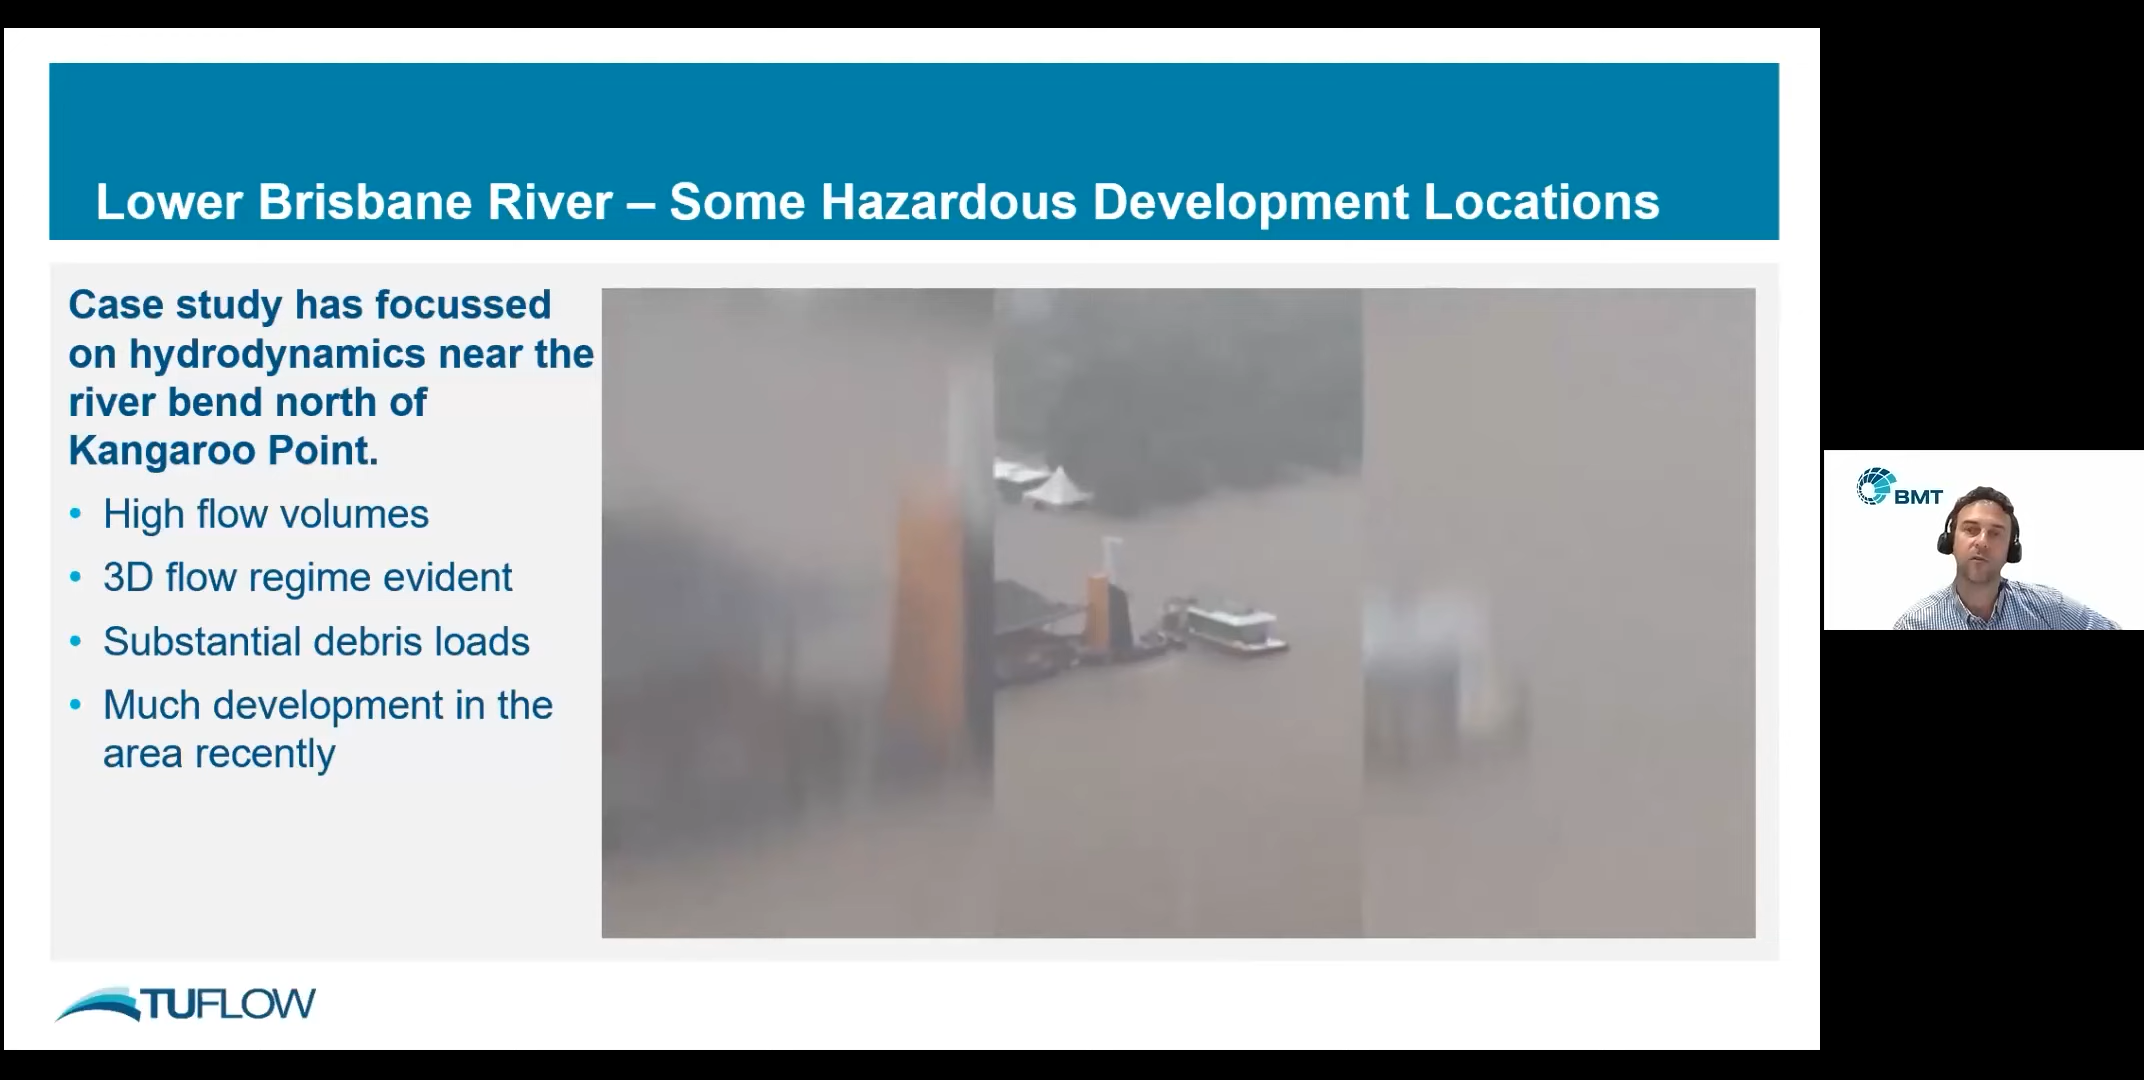 Lower Brisbane River – Some Hazardous Development Locations
Case study has focussed
on hydrodynamics near the
river bend north of
Kangaroo Point.
• High flow volumes
• 3D flow regime evident
• Substantial debris loads
• Much development in the
area recently
BMT
TUFLOW